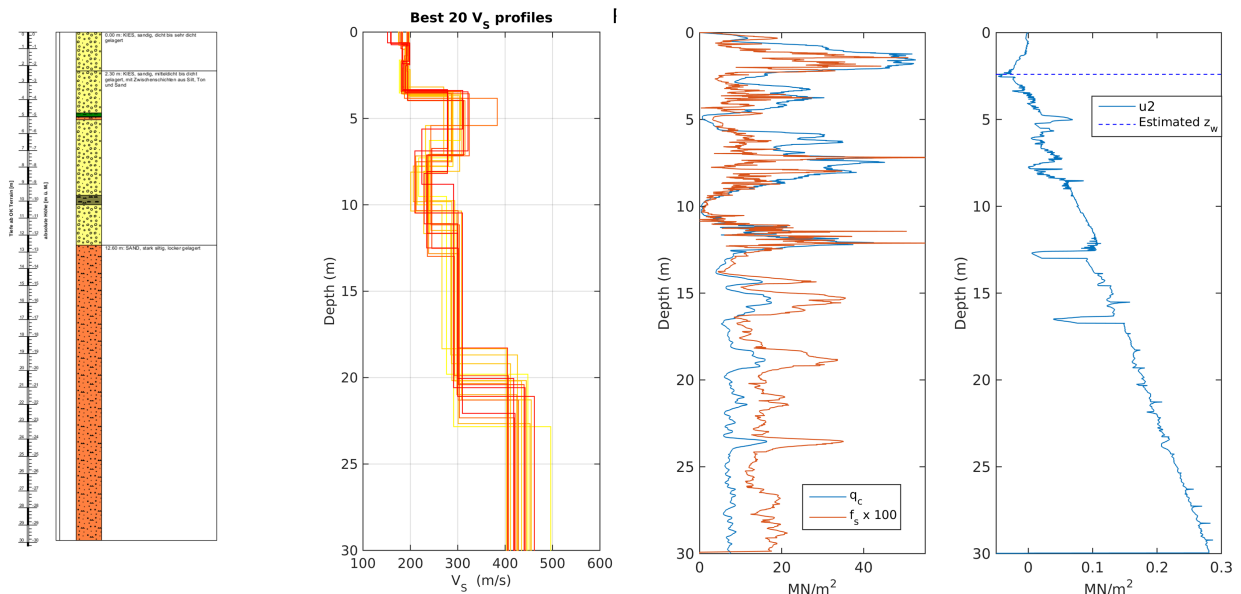 Tiefe ab OK Terrain [m]
absolute Höhe [m ü. M.]
0.00 m: KIES, sandig, dicht bis sehr dicht
gelagert
2.30 m: KIES, sandig, mitteldicht bis dicht
gelagert, mit Zwischenschichten aus Silt, Ton
und Sand
12.60 m: SAND, stark siltig, locker gelagert
Best 20 V_S profiles
0
5
10
15
20
25
30
Depth (m)
100 200 300 400 500 600
V_S (m/s)
0
5
10
15
20
25
30
Depth (m)
q_c
f_s x 100
0 20 40
MN/m²
0
5
10
15
20
25
30
Depth (m)
u2
Estimated z_w
0 0.1 0.2 0.3
MN/m²